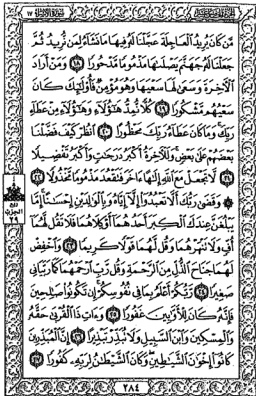 مَّن كَانَ يُرِيدُ ٱلْعَاجِلَةَ عَجَّلْنَا لَهُۥ فِيهَا مَا نَشَآءُ لِمَن نُّرِيدُ ثُمَّ
جَعَلْنَا لَهُۥ جَهَنَّمَ يَصْلَىٰهَا مَذْمُومًا مَّدْحُورًا ١٨ وَمَنْ أَرَادَ
ٱلْـَٔاخِرَةَ وَسَعَىٰ لَهَا سَعْيَهَا وَهُوَ مُؤْمِنٌ فَأُو۟لَـٰٓئِكَ كَانَ
سَعْيُهُم مَّشْكُورًا ١٩ كُلًّا نُّمِدُّ هَـٰٓؤُلَآءِ وَهَـٰٓؤُلَآءِ مِنْ عَطَآءِ
رَبِّكَ وَمَا كَانَ عَطَآءُ رَبِّكَ مَحْظُورًا ٢٠ ٱنظُرْ كَيْفَ فَضَّلْنَا
بَعْضَهُمْ عَلَىٰ بَعْضٍ وَلَلْـَٔاخِرَةُ أَكْبَرُ دَرَجَـٰتٍ وَأَكْبَرُ تَفْضِيلًا
٢١ لَّا تَجْعَلْ مَعَ ٱللَّهِ إِلَـٰهًا ءَاخَرَ فَتَقْعُدَ مَذْمُومًا مَّخْذُولًا ٢٢
۞ وَقَضَىٰ رَبُّكَ أَلَّا تَعْبُدُوٓا۟ إِلَّآ إِيَّاهُ وَبِٱلْوَٰلِدَيْنِ إِحْسَـٰنًا إِمَّا
يَبْلُغَنَّ عِندَكَ ٱلْكِبَرَ أَحَدُهُمَآ أَوْ كِلَاهُمَا فَلَا تَقُل لَّهُمَآ
أُفٍّ وَلَا تَنْهَرْهُمَا وَقُل لَّهُمَا قَوْلًا كَرِيمًا ٢٣ وَٱخْفِضْ
لَهُمَا جَنَاحَ ٱلذُّلِّ مِنَ ٱلرَّحْمَةِ وَقُل رَّبِّ ٱرْحَمْهُمَا كَمَا رَبَّيَانِى
صَغِيرًا ٢٤ رَّبُّكُمْ أَعْلَمُ بِمَا فِى نُفُوسِكُمْ إِن تَكُونُوا۟ صَـٰلِحِينَ
فَإِنَّهُۥ كَانَ لِلْأَوَّٰبِينَ غَفُورًا ٢٥ وَءَاتِ ذَا ٱلْقُرْبَىٰ حَقَّهُۥ
وَٱلْمِسْكِينَ وَٱبْنَ ٱلسَّبِيلِ وَلَا تُبَذِّرْ تَبْذِيرًا ٢٦ إِنَّ ٱلْمُبَذِّرِينَ
كَانُوٓا۟ إِخْوَٰنَ ٱلشَّيَـٰطِينِ وَكَانَ ٱلشَّيْطَـٰنُ لِرَبِّهِۦ كَفُورًا ٢٧
٢٨٤